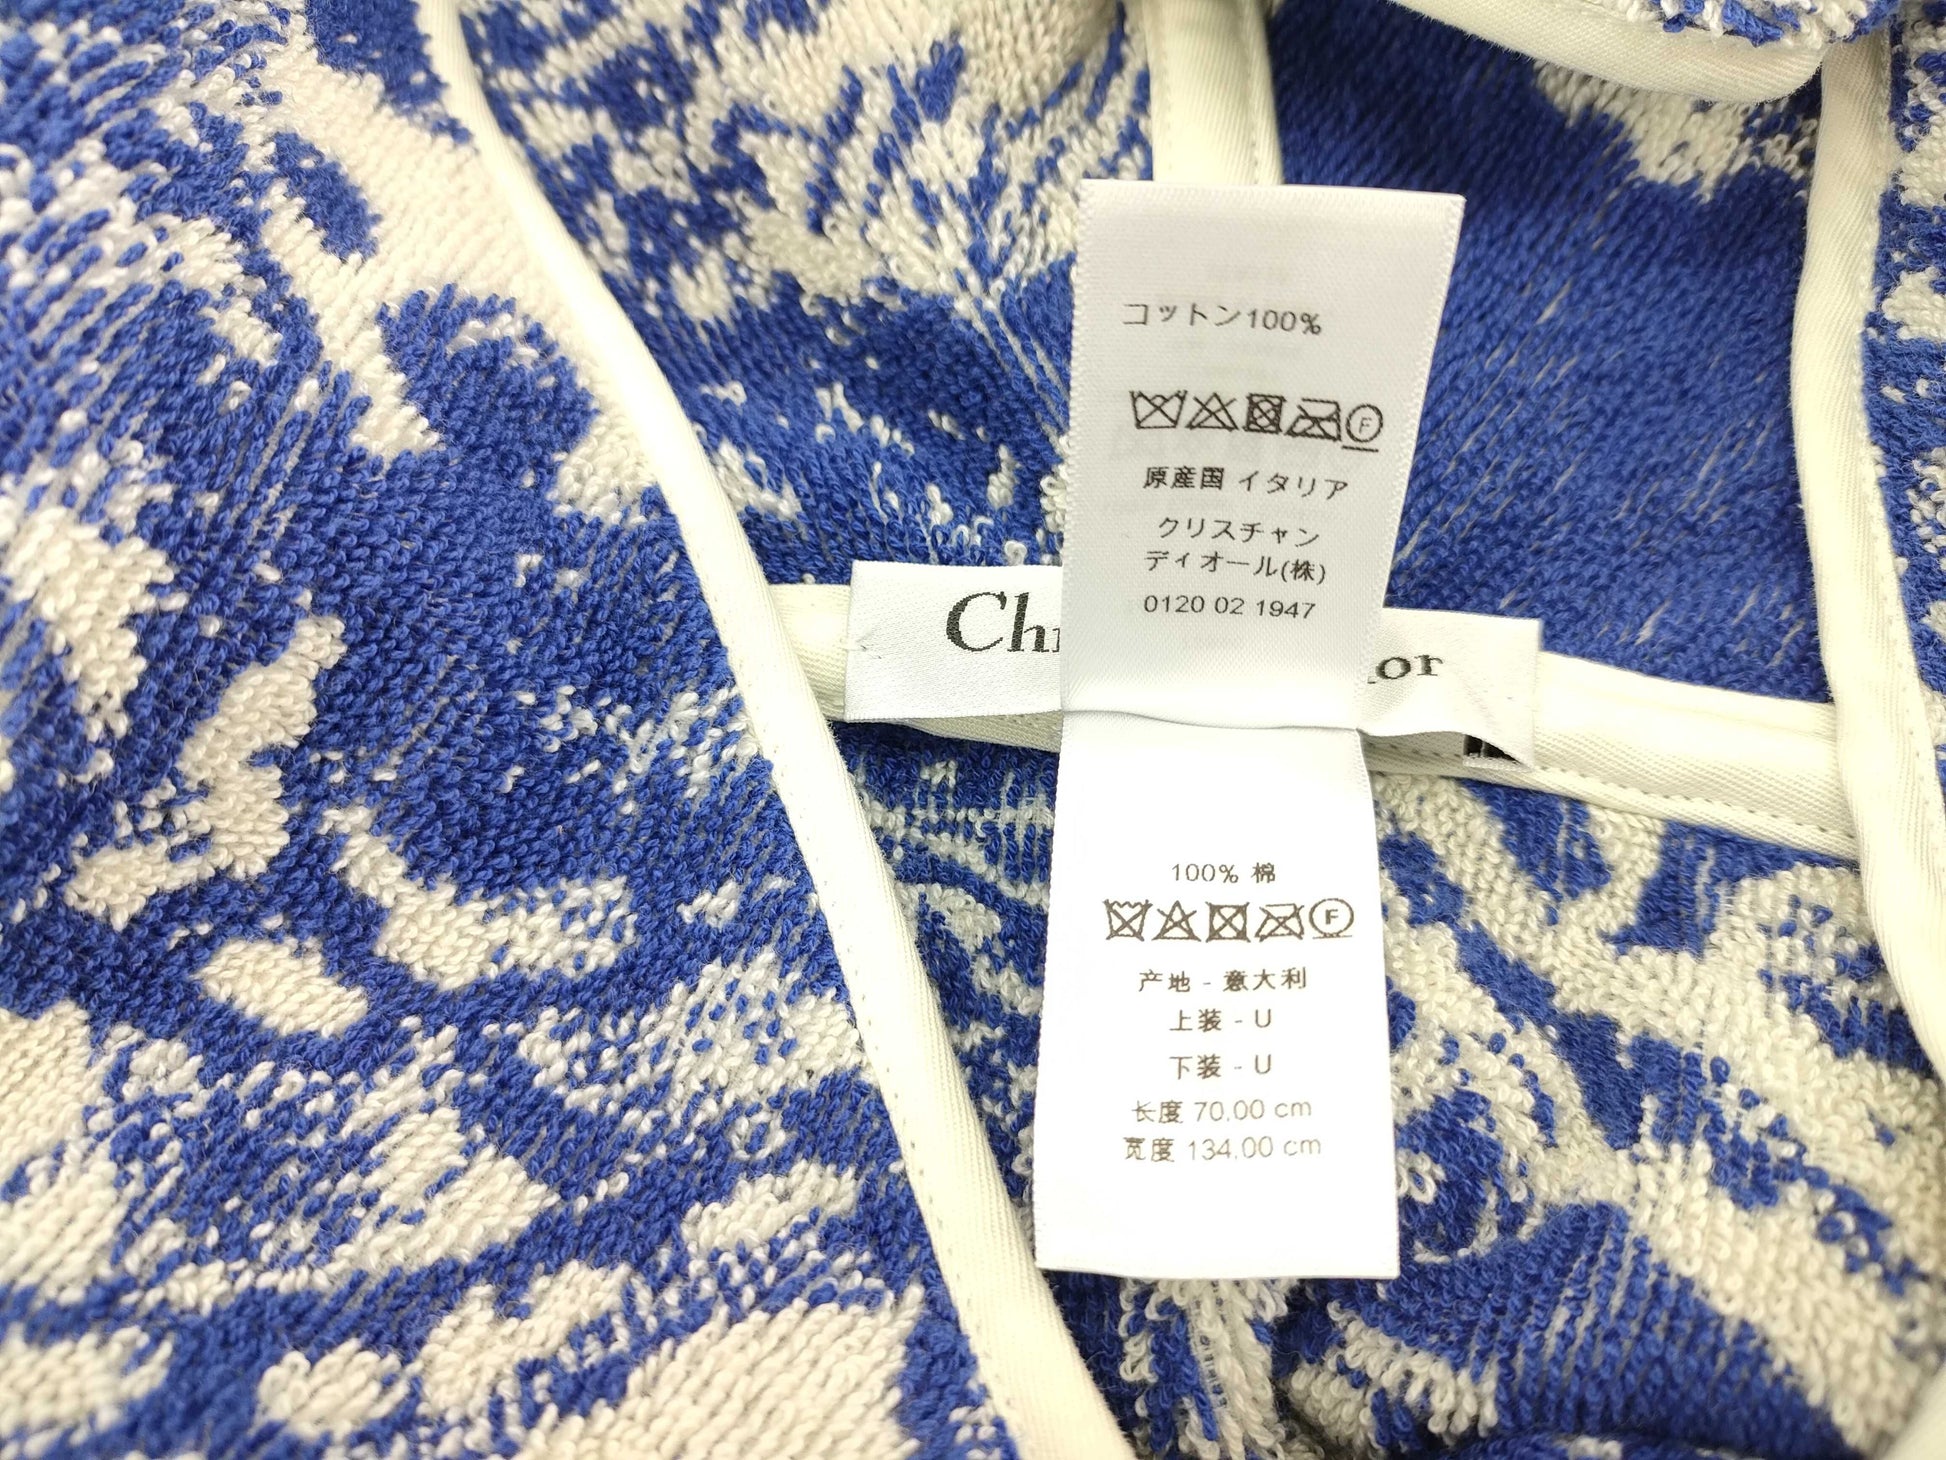 コットン100%
F
原産国 イタリア
クリスチャン
ディオール(株)
0120 02 1947
Ch
or
100% 棉
F
产地 - 意大利
上装 - U
下装 - U
长度 70.00 cm
宽度 134.00 cm